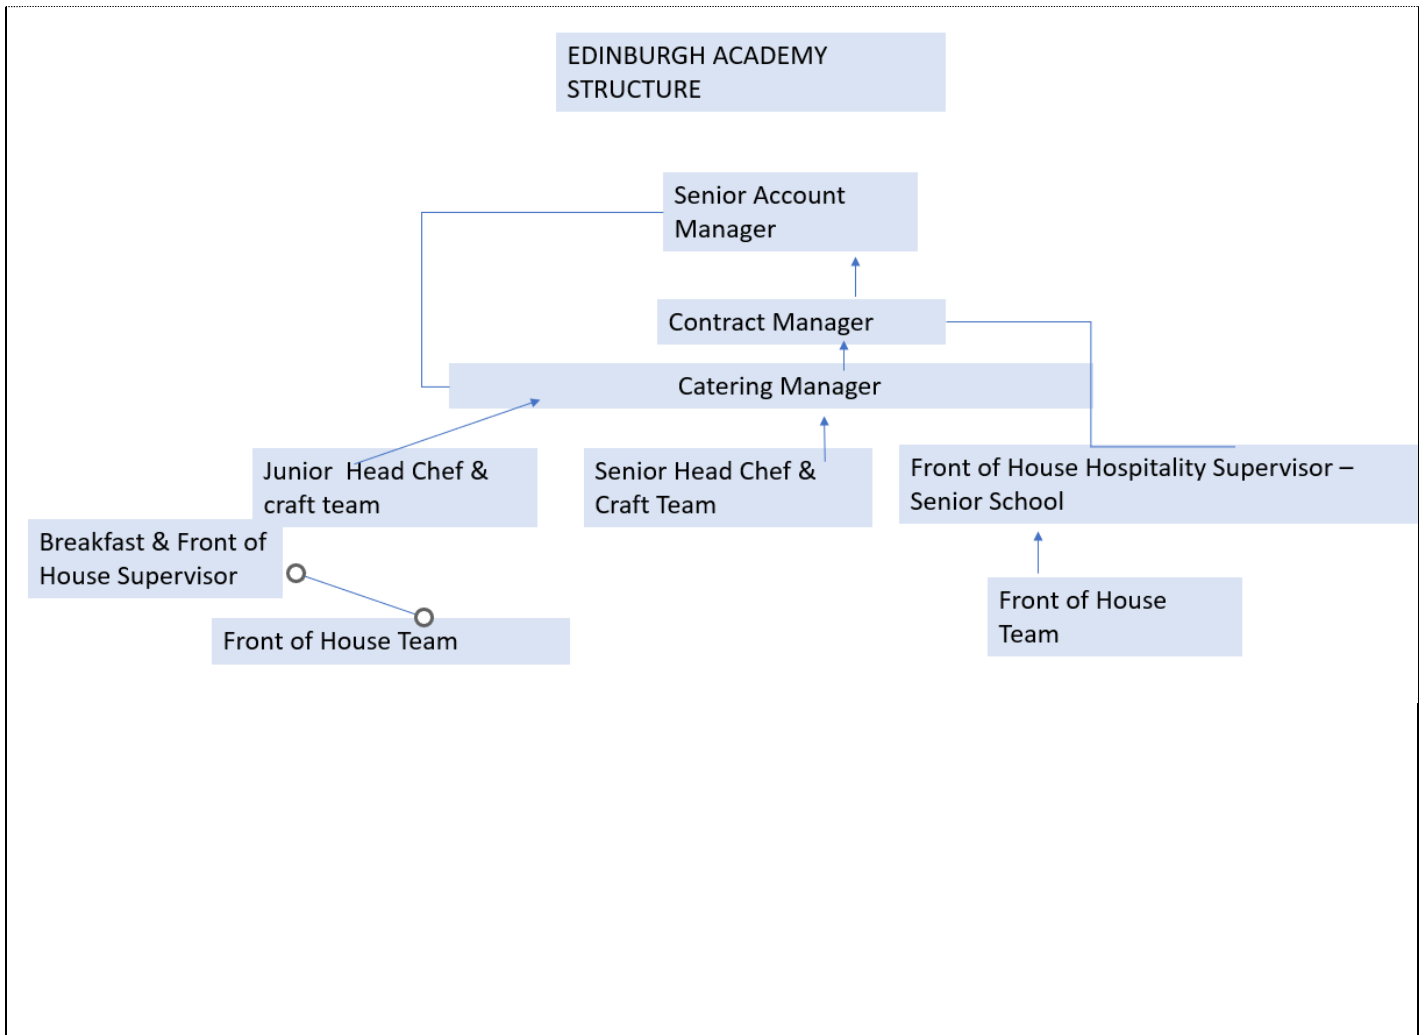 EDINBURGH ACADEMY
STRUCTURE
Senior Account
Manager
Contract Manager
Catering Manager
Junior  Head Chef &
craft team
Senior Head Chef &
Craft Team
Front of House Hospitality Supervisor –
Senior School
Breakfast & Front of
House Supervisor
Front of House Team
Front of House
Team